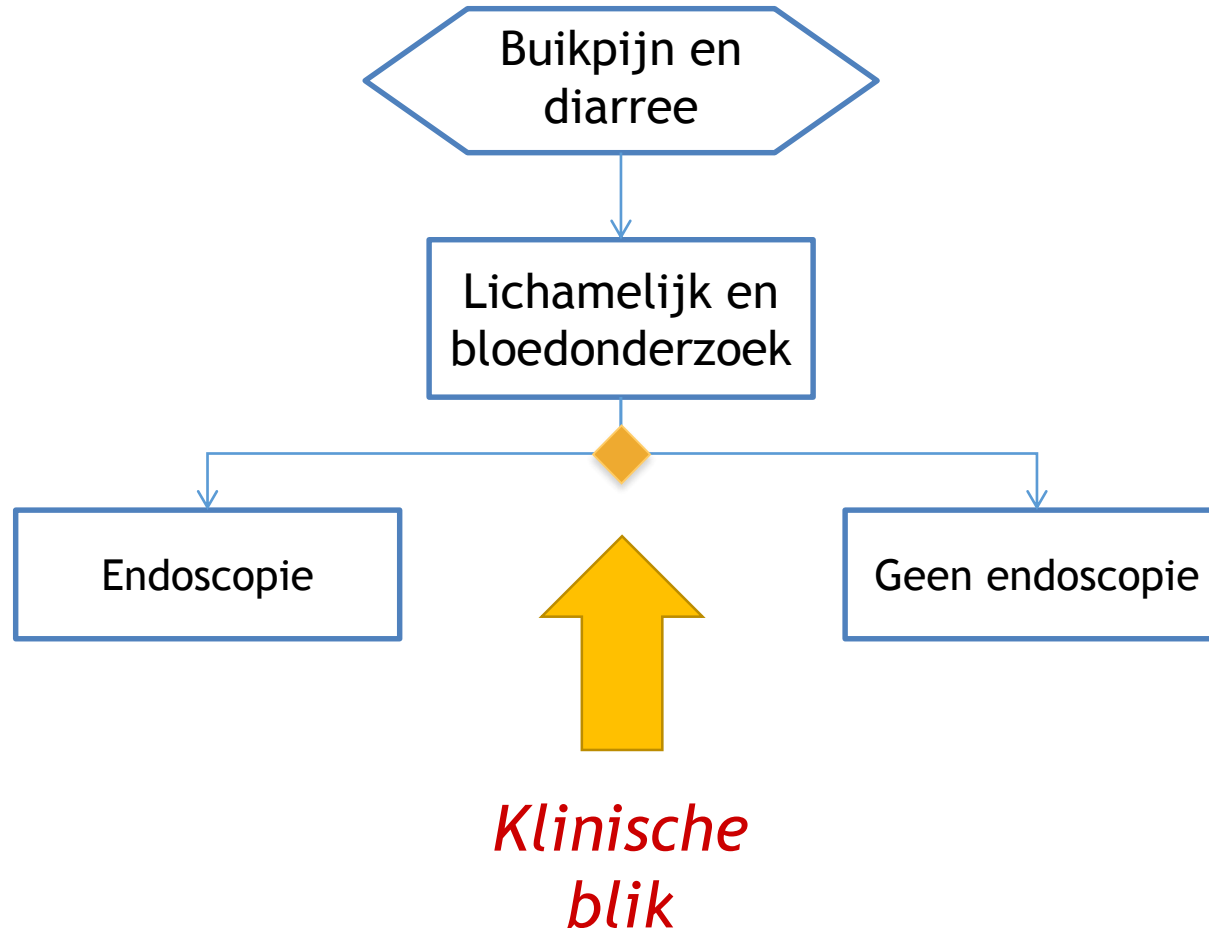 Buikpijn en
diarree
Lichamelijk en
bloedonderzoek
Endoscopie
Geen endoscopie
Klinische
blik